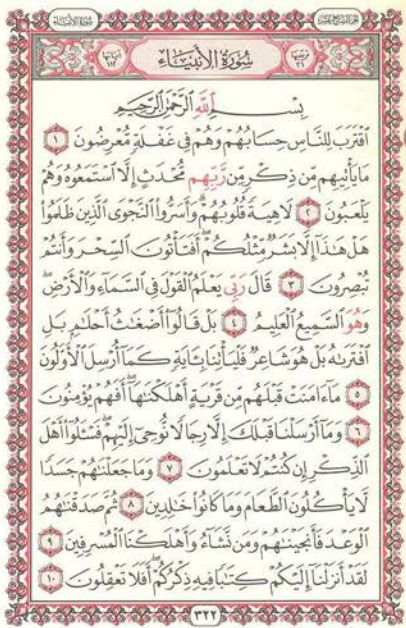 سُورَةُ الأَنبِيَاءِ
بِسْمِ اللَّهِ الرَّحْمَٰنِ الرَّحِيمِ
ٱقۡتَرَبَ لِلنَّاسِ حِسَابُهُمۡ وَهُمۡ فِي غَفۡلَةٖ مُّعۡرِضُونَ ١
مَا يَأۡتِيهِم مِّن ذِكۡرٖ مِّن رَّبِّهِم مُّحۡدَثٍ إِلَّا ٱسۡتَمَعُوهُ وَهُمۡ
يَلۡعَبُونَ ٢ لَاهِيَةٗ قُلُوبُهُمۡۗ وَأَسَرُّواْ ٱلنَّجۡوَى ٱلَّذِينَ ظَلَمُواْ
هَلۡ هَٰذَآ إِلَّا بَشَرٞ مِّثۡلُكُمۡۖ أَفَتَأۡتُونَ ٱلسِّحۡرَ وَأَنتُمۡ
تُبۡصِرُونَ ٣ قَالَ رَبِّي يَعۡلَمُ ٱلۡقَوۡلَ فِي ٱلسَّمَآءِ وَٱلۡأَرۡضِۖ
وَهُوَ ٱلسَّمِيعُ ٱلۡعَلِيمُ ٤ بَلۡ قَالُوٓاْ أَضۡغَٰثُ أَحۡلَٰمِۭ بَلِ
ٱفۡتَرَىٰهُ بَلۡ هُوَ شَاعِرٞ فَلۡيَأۡتِنَا بِـَٔايَةٖ كَمَآ أُرۡسِلَ ٱلۡأَوَّلُونَ
٥ مَآ ءَامَنَتۡ قَبۡلَهُم مِّن قَرۡيَةٍ أَهۡلَكۡنَٰهَآۖ أَفَهُمۡ يُؤۡمِنُونَ
٦ وَمَآ أَرۡسَلۡنَا قَبۡلَكَ إِلَّا رِجَالٗا نُّوحِيٓ إِلَيۡهِمۡۖ فَسۡـَٔلُوٓاْ أَهۡلَ
ٱلذِّكۡرِ إِن كُنتُمۡ لَا تَعۡلَمُونَ ٧ وَمَا جَعَلۡنَٰهُمۡ جَسَدٗا
لَّا يَأۡكُلُونَ ٱلطَّعَامَ وَمَا كَانُواْ خَٰلِدِينَ ٨ ثُمَّ صَدَقۡنَٰهُمُ
ٱلۡوَعۡدَ فَأَنجَيۡنَٰهُمۡ وَمَن نَّشَآءُ وَأَهۡلَكۡنَا ٱلۡمُسۡرِفِينَ ٩
لَقَدۡ أَنزَلۡنَآ إِلَيۡكُمۡ كِتَٰبٗا فِيهِ ذِكۡرُكُمۡۚ أَفَلَا تَعۡقِلُونَ ١٠
٣٢٢